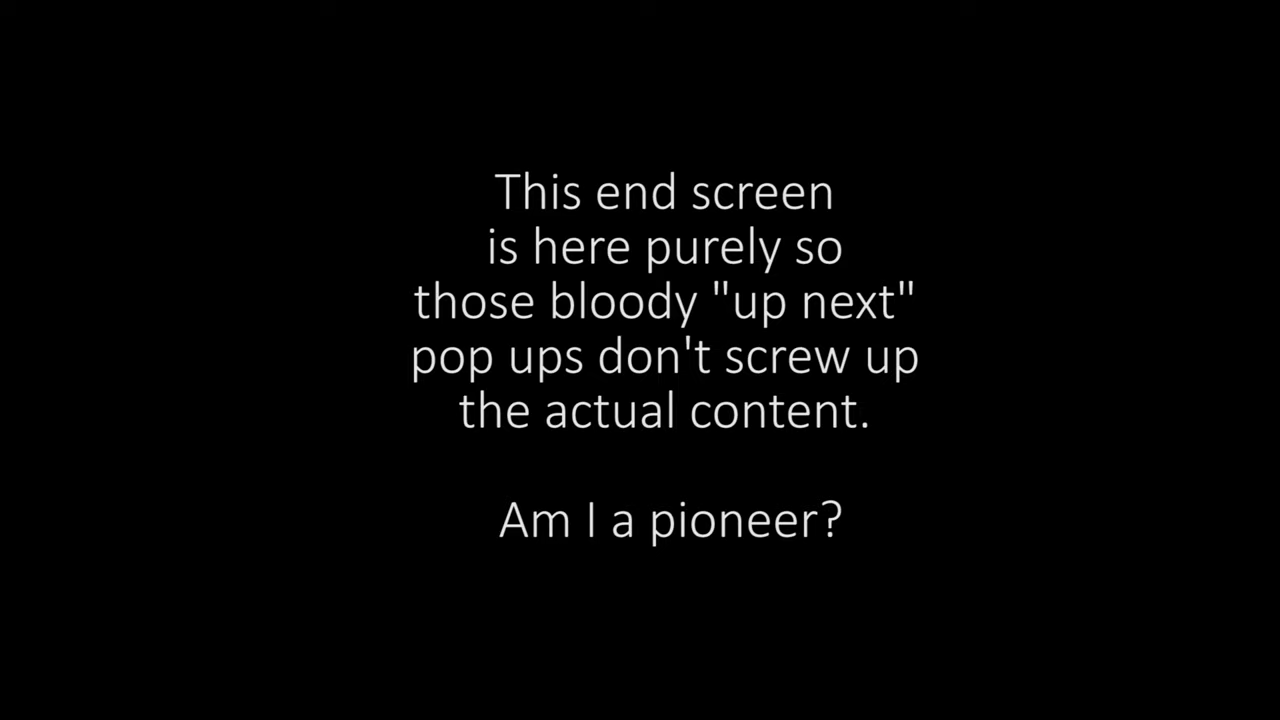 This end screen
is here purely so
those bloody "up next"
pop ups don't screw up
the actual content.
Am I a pioneer?